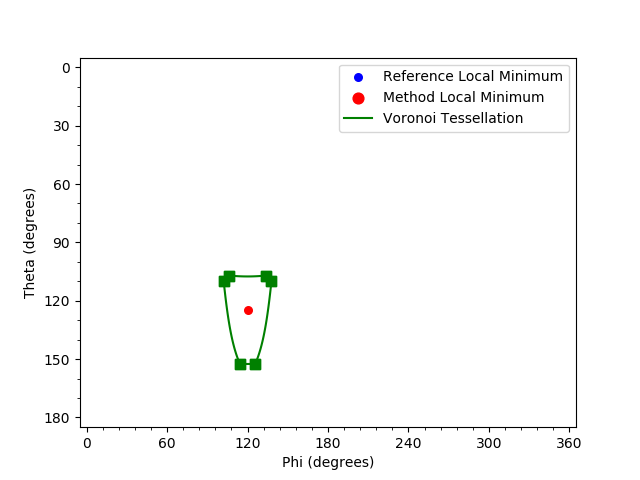 Reference Local Minimum
Method Local Minimum
Voronoi Tessellation
Theta (degrees)
0
30
60
90
120
150
180
0 60 120 180 240 300 360
Phi (degrees)